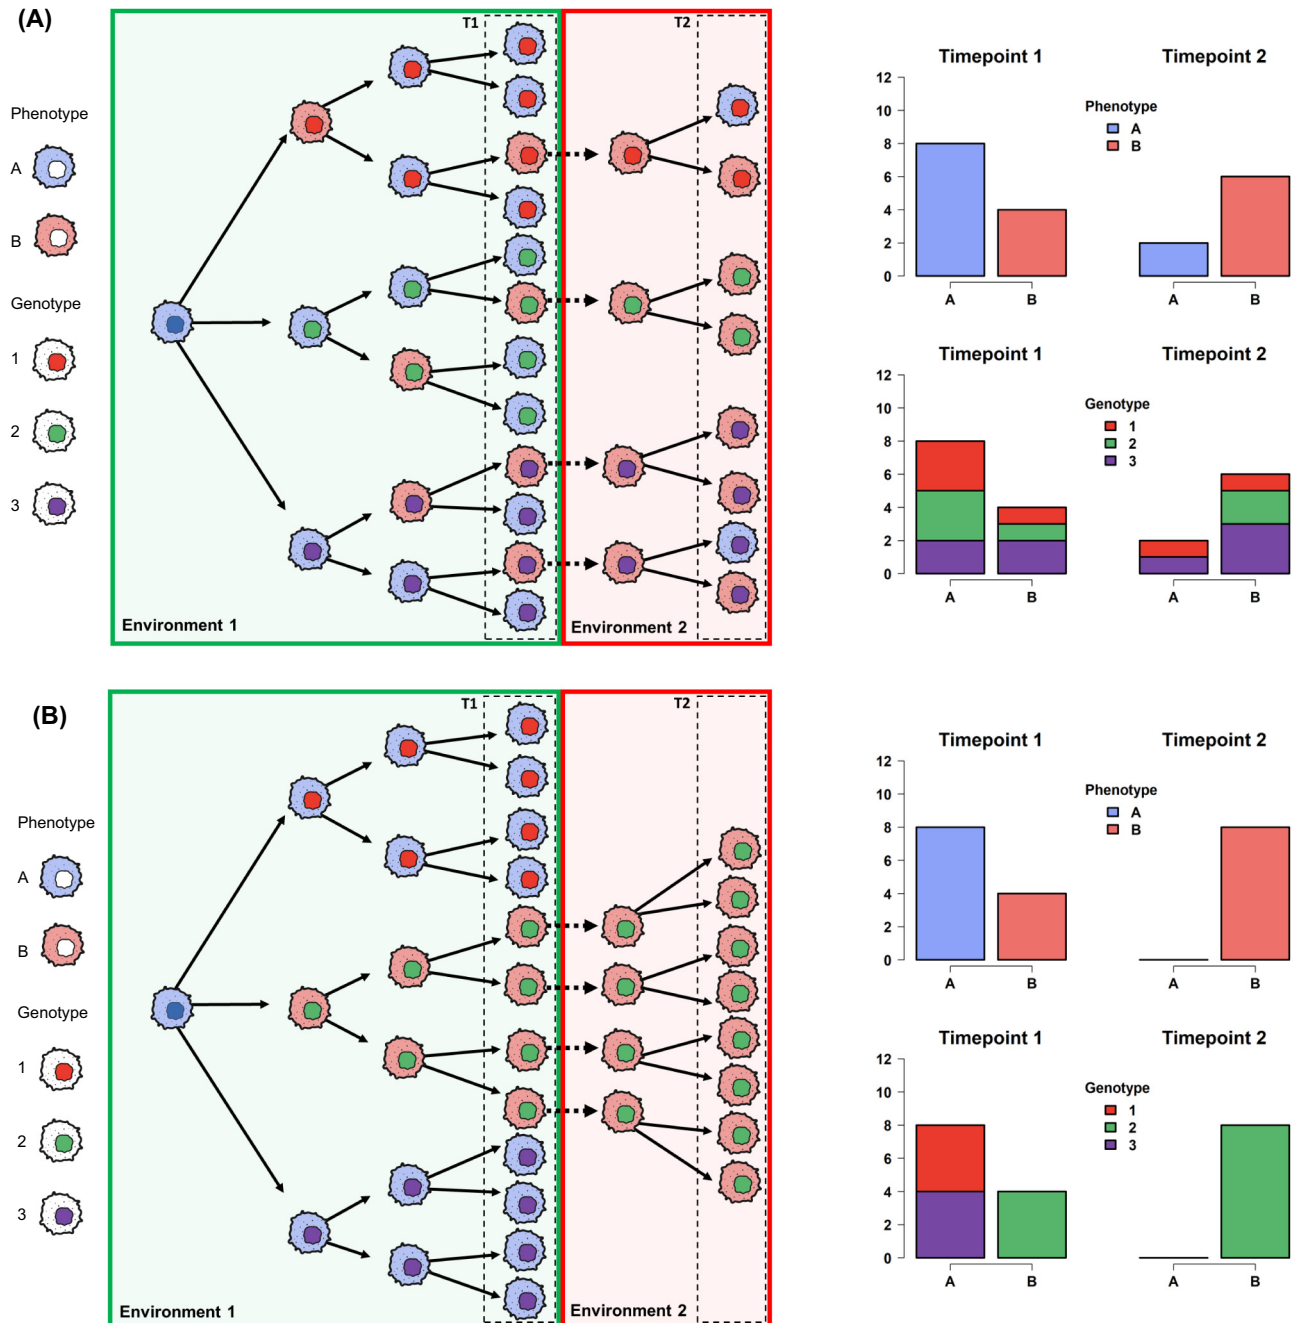 (A)
T1
T2
Phenotype
A
B
Genotype
1
2
3
Environment 1
Environment 2
Timepoint 1
Timepoint 2
12
10
8
6
4
2
0
Phenotype
A
B
A
B
A
B
Timepoint 1
Timepoint 2
12
10
8
6
4
2
0
Genotype
1
2
3
A
B
A
B
(B)
T1
T2
Phenotype
A
B
Genotype
1
2
3
Environment 1
Environment 2
Timepoint 1
Timepoint 2
12
10
8
6
4
2
0
Phenotype
A
B
A
B
A
B
Timepoint 1
Timepoint 2
12
10
8
6
4
2
0
Genotype
1
2
3
A
B
A
B